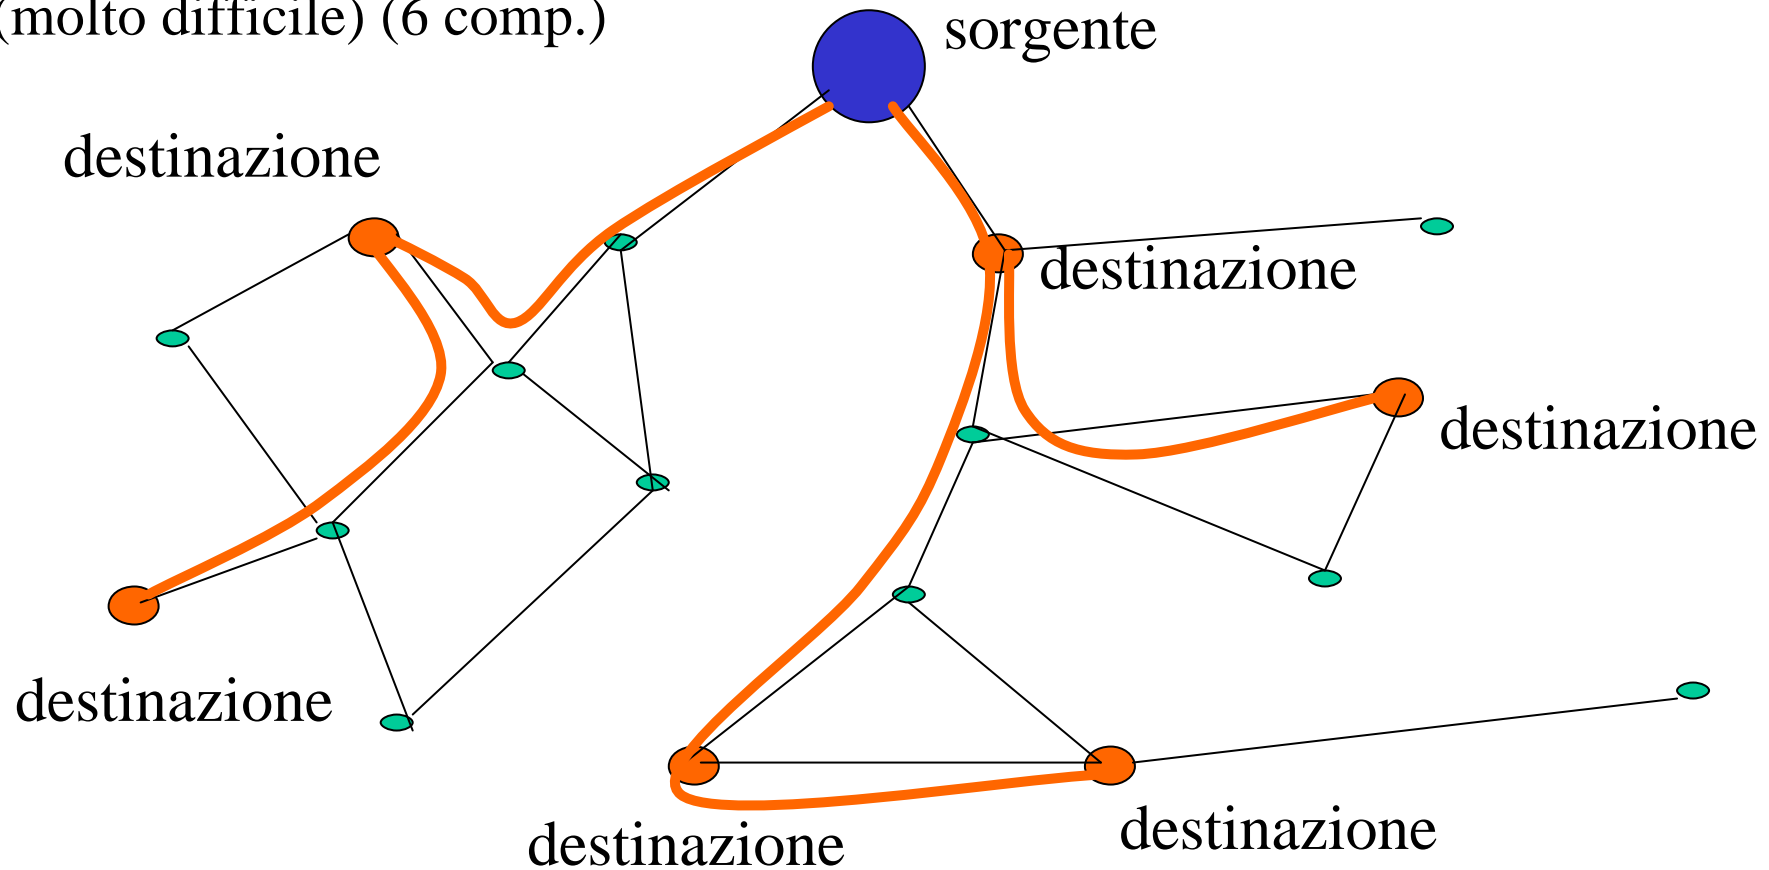 (molto difficile) (6 comp.)
sorgente
destinazione
destinazione
destinazione
destinazione
destinazione
destinazione